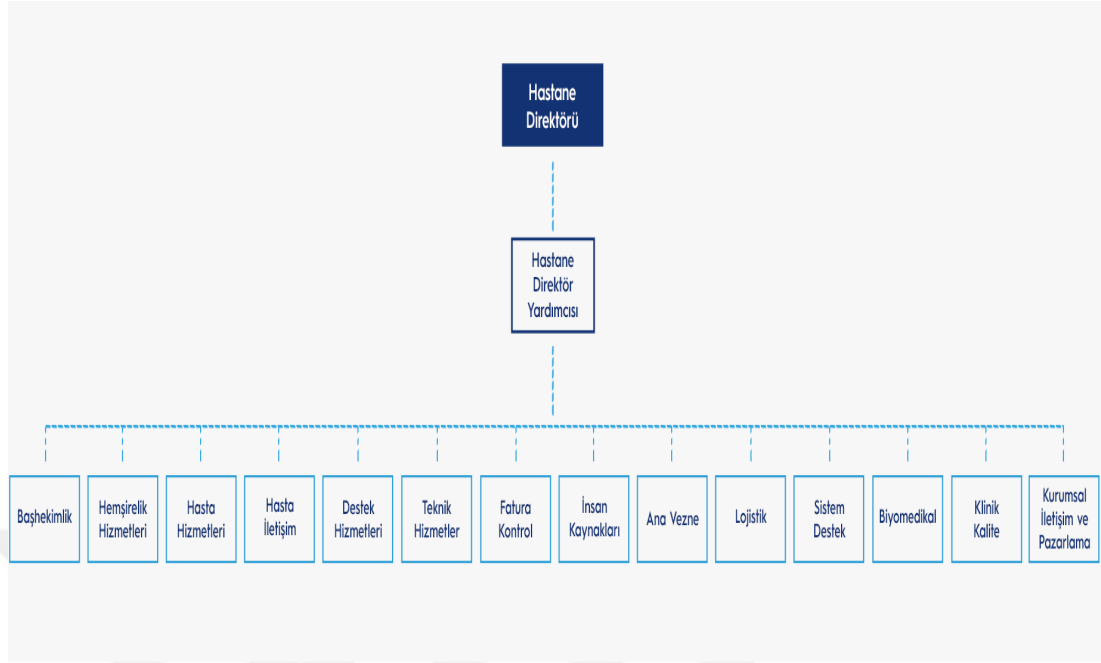 Hastane
Direktörü
Hastane
Direktör
Yardımcısı
Başhekimlik
Hemşirelik
Hizmetleri
Hasta
Hizmetleri
Hasta
İletişim
Destek
Hizmetleri
Teknik
Hizmetler
Fatura
Kontrol
İnsan
Kaynakları
Ana Vezne
Lojistik
Sistem
Destek
Biyomedikal
Klinik
Kalite
Kurumsal
İletişim ve
Pazarlama